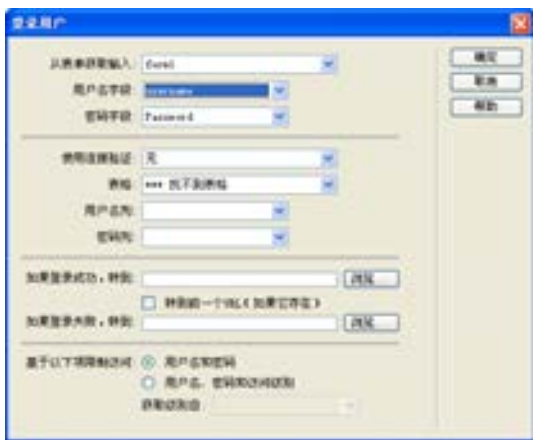 登录用户
从表单获取输入: form1
用户名字段: username
密码字段: Password
使用连接验证: 无
表格: *** 找不到表格
用户名列:
密码列:
如果登录成功，转到: 浏览...
转到前一个URL(如果它存在)
如果登录失败，转到: 浏览...
基于以下项限制访问: 用户名和密码
用户名、密码和访问级别
获取级别自:
确定
取消
帮助